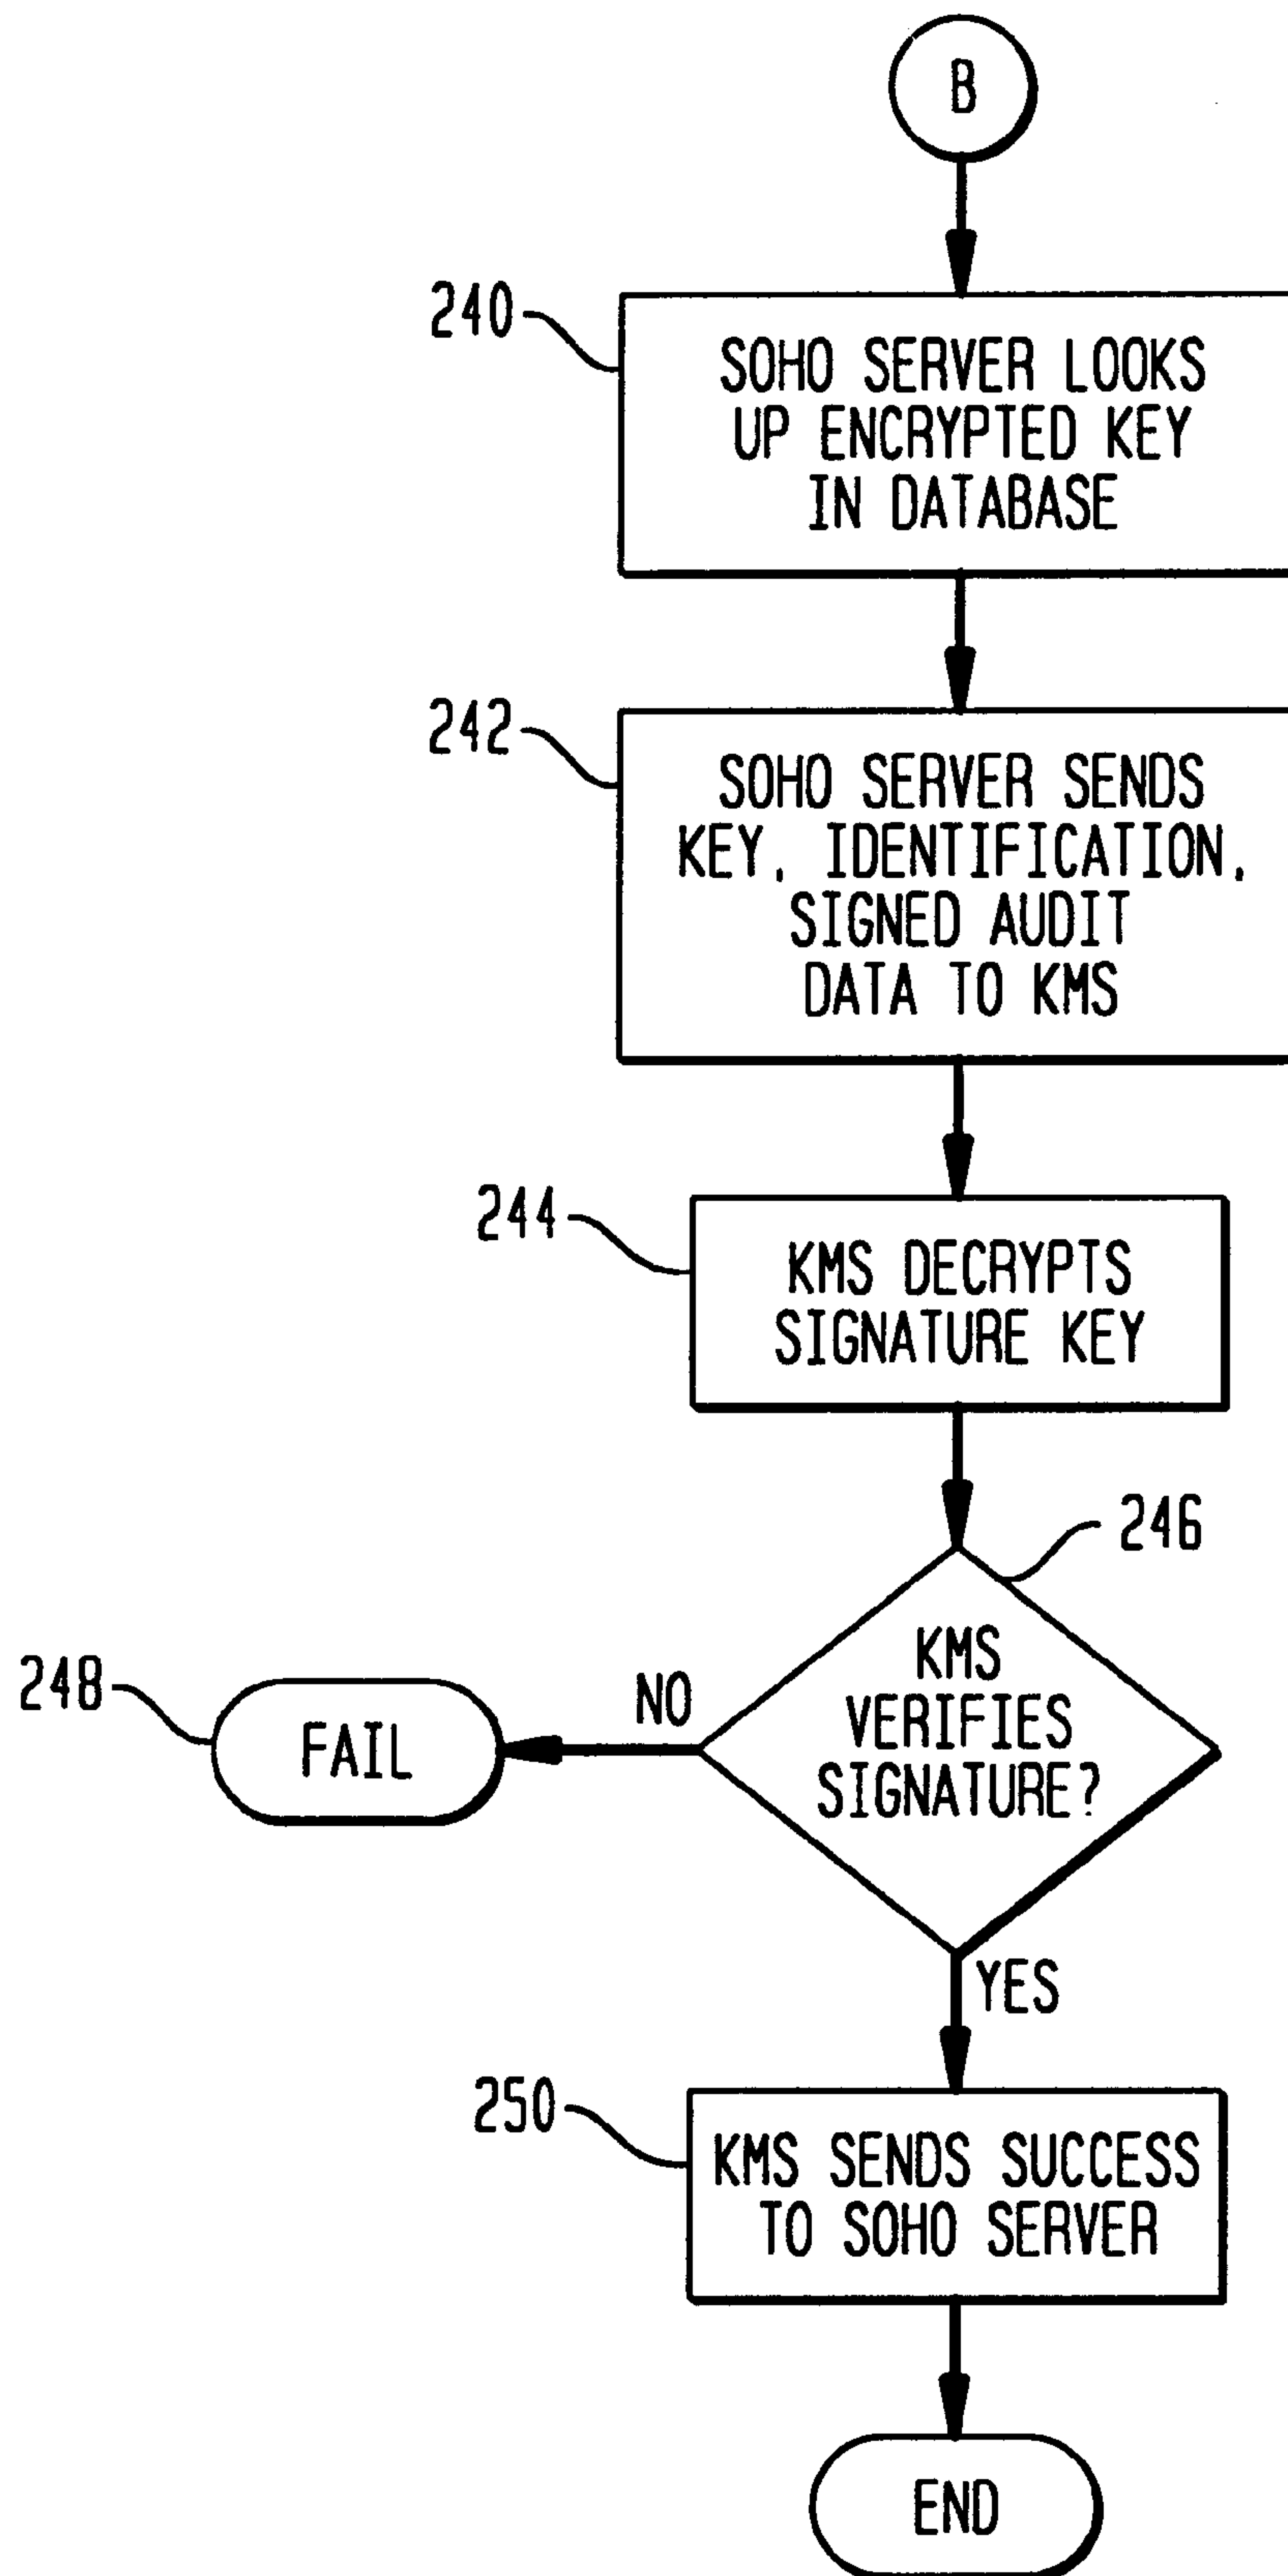 B
240
SOHO SERVER LOOKS
UP ENCRYPTED KEY
IN DATABASE
242
SOHO SERVER SENDS
KEY, IDENTIFICATION,
SIGNED AUDIT
DATA TO KMS
244
KMS DECRYPTS
SIGNATURE KEY
246
KMS
VERIFIES
SIGNATURE?
NO
248
FAIL
YES
250
KMS SENDS SUCCESS
TO SOHO SERVER
END